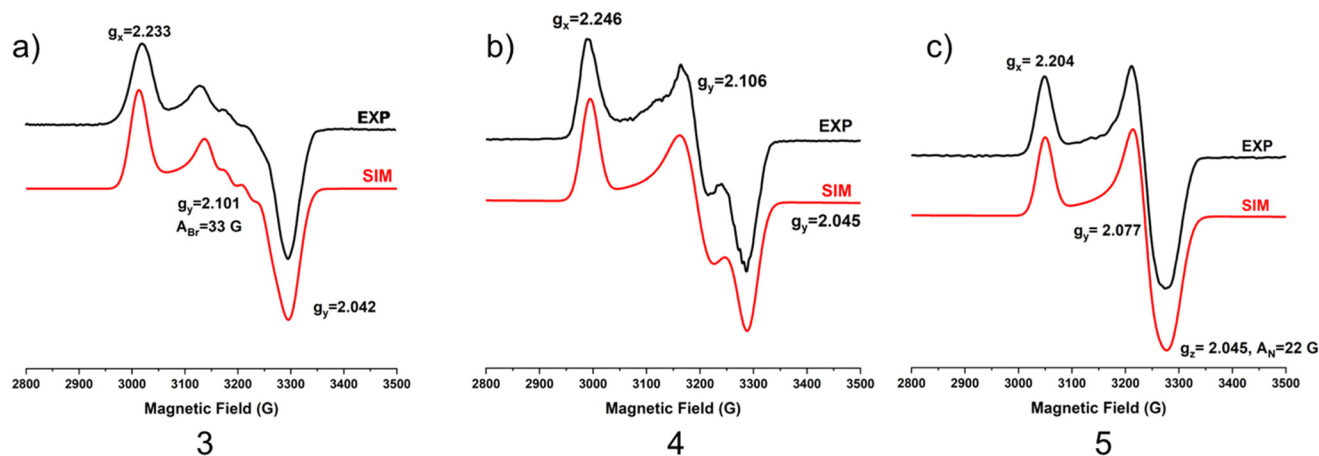 a)
gx=2.233
EXP
SIM
gy=2.101
ABr=33 G
gy=2.042
2800 2900 3000 3100 3200 3300 3400 3500
Magnetic Field (G)
3
b)
gx=2.246
gy=2.106
EXP
SIM
gy=2.045
2800 2900 3000 3100 3200 3300 3400 3500
Magnetic Field (G)
4
c)
gx= 2.204
EXP
SIM
gy= 2.077
gz= 2.045, AN=22 G
2800 2900 3000 3100 3200 3300 3400 3500
Magnetic Field (G)
5